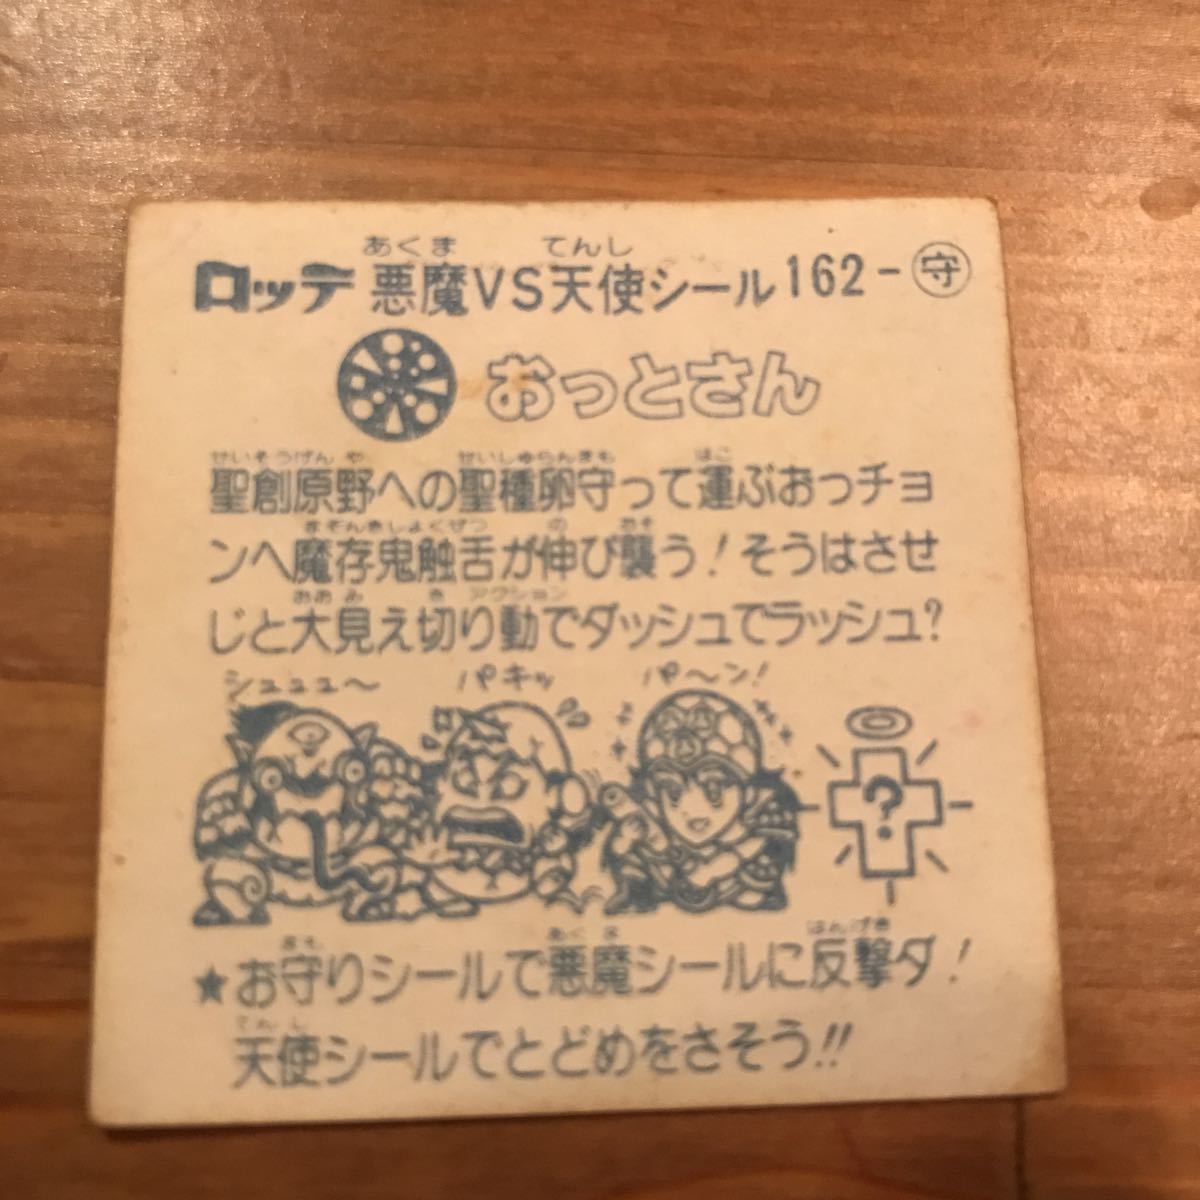 あくま てんし
ロッテ 悪魔VS天使シール162-守
おっとさん
せいそうげんや せいしゅらんまも はこ
聖創原野への聖種卵守って運ぶおっチョ
まぞんきしょくぜつ の おそ
ンへ魔存鬼触舌が伸び襲う!そうはさせ
おおみ き アクション
じと大見え切り動でダッシュでラッシュ?
シュュュ〜 パキッ パ〜ン!
?
まも あくま はんげき
★お守りシールで悪魔シールに反撃ダ!
てんし
天使シールでとどめをさそう!!